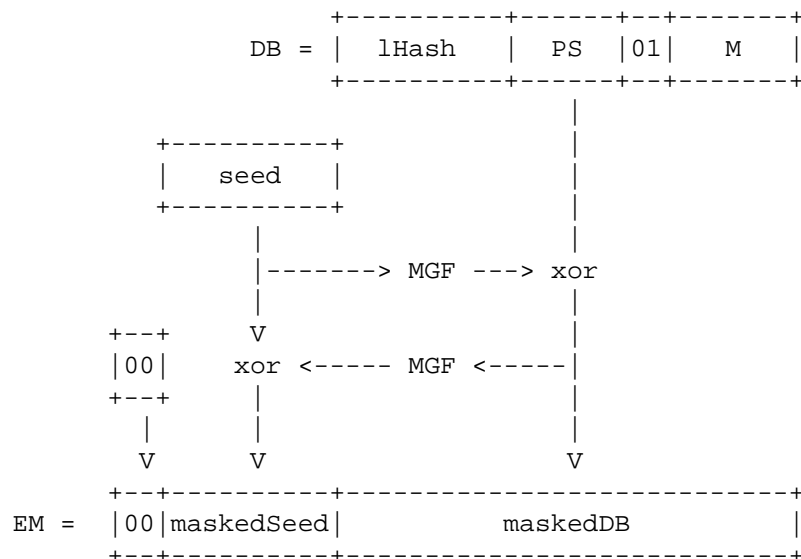 +----------+------+--+-------+
                   DB = |  lHash   |  PS  |01|   M   |
                        +----------+------+--+-------+
                                       |
             +----------+              |
             |   seed   |              |
             +----------+              |
                   |                   |
                   |-------> MGF ---> xor
                   |                   |
          +--+     V                   |
          |00|    xor <----- MGF <-----|
          +--+     |                   |
            |      |                   |
            V      V                   V
          +--+----------+----------------------------+
    EM =  |00|maskedSeed|          maskedDB          |
          +--+----------+----------------------------+